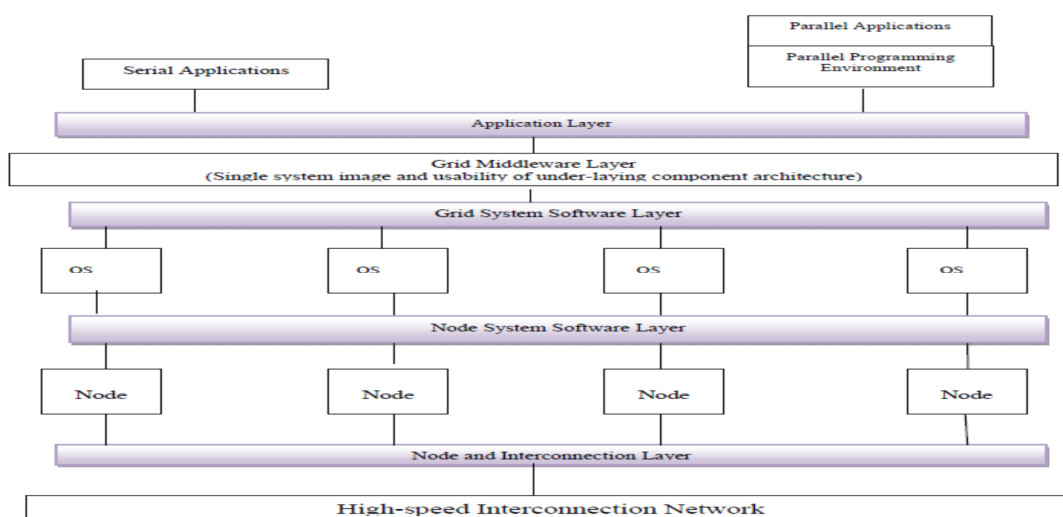 Parallel Applications
Serial Applications
Parallel Programming
Environment
Application Layer
Grid Middleware Layer
(Single system image and usability of under-laying component architecture)
Grid System Software Layer
OS OS OS OS
Node System Software Layer
Node Node Node Node
Node and Interconnection Layer
High-speed Interconnection Network